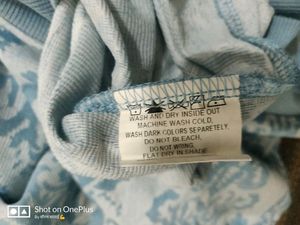 WASH AND DRY INSIDE OUT
MACHINE WASH COLD,
WASH DARK COLORS SEPARETELY.
DO NOT BLEACH,
DO NOT WRING,
FLAT DRY IN SHADE
Shot on OnePlus